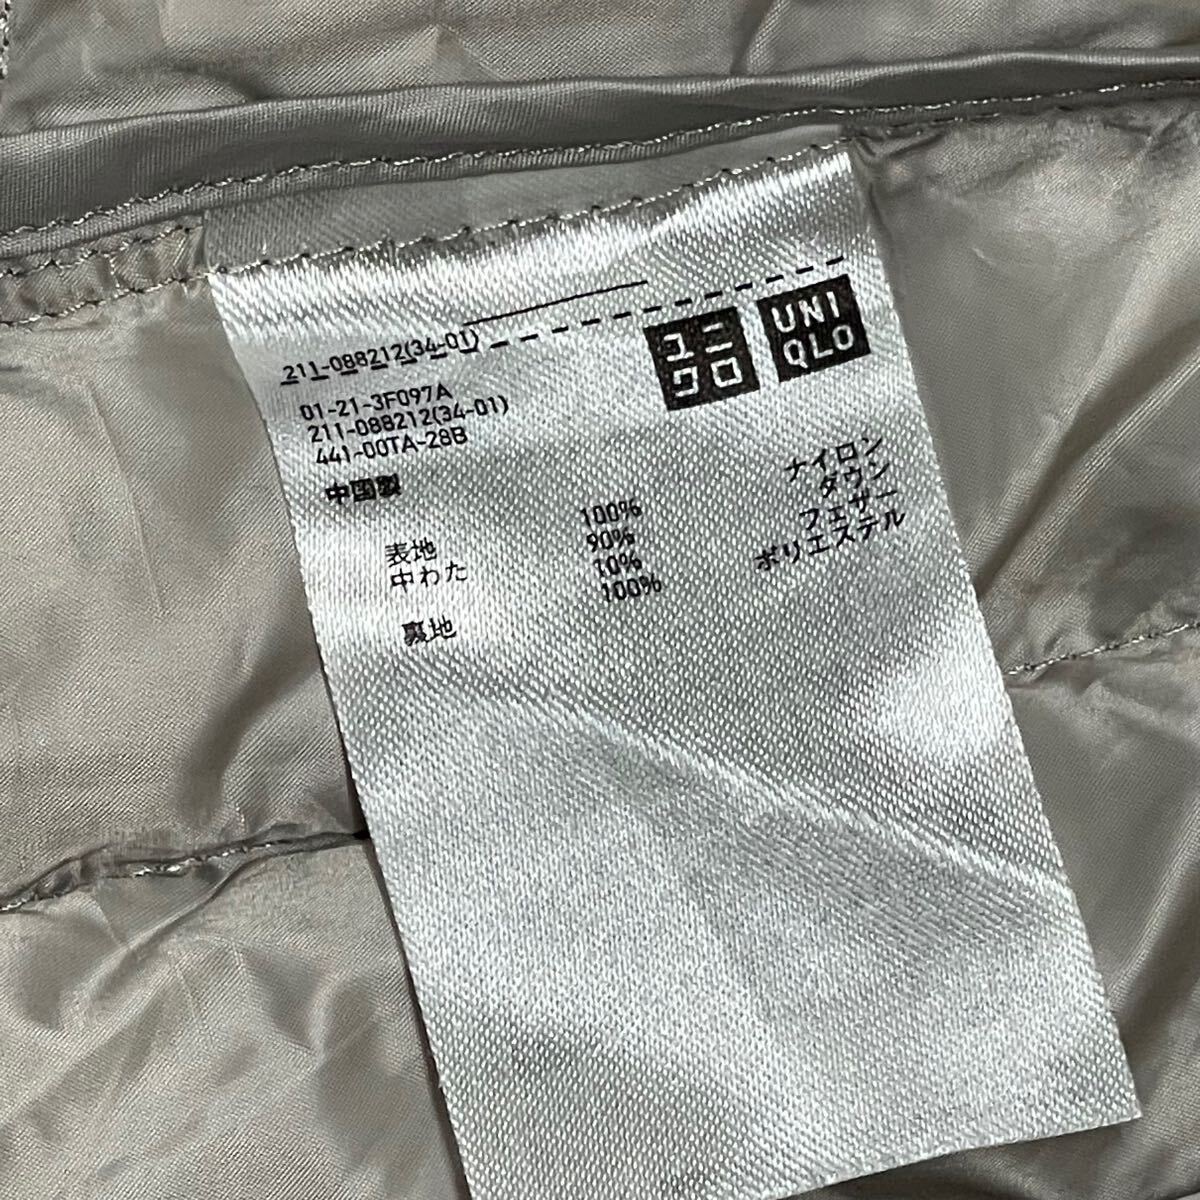 211-088212(34-01)
ユニ
クロ
UNI
QLO
01-21-3F097A
211-088212(34-01)
441-00TA-28B
中国製
表地 100% ナイロン
中わた 90% ダウン
10% フェザー
裏地 100% ポリエステル